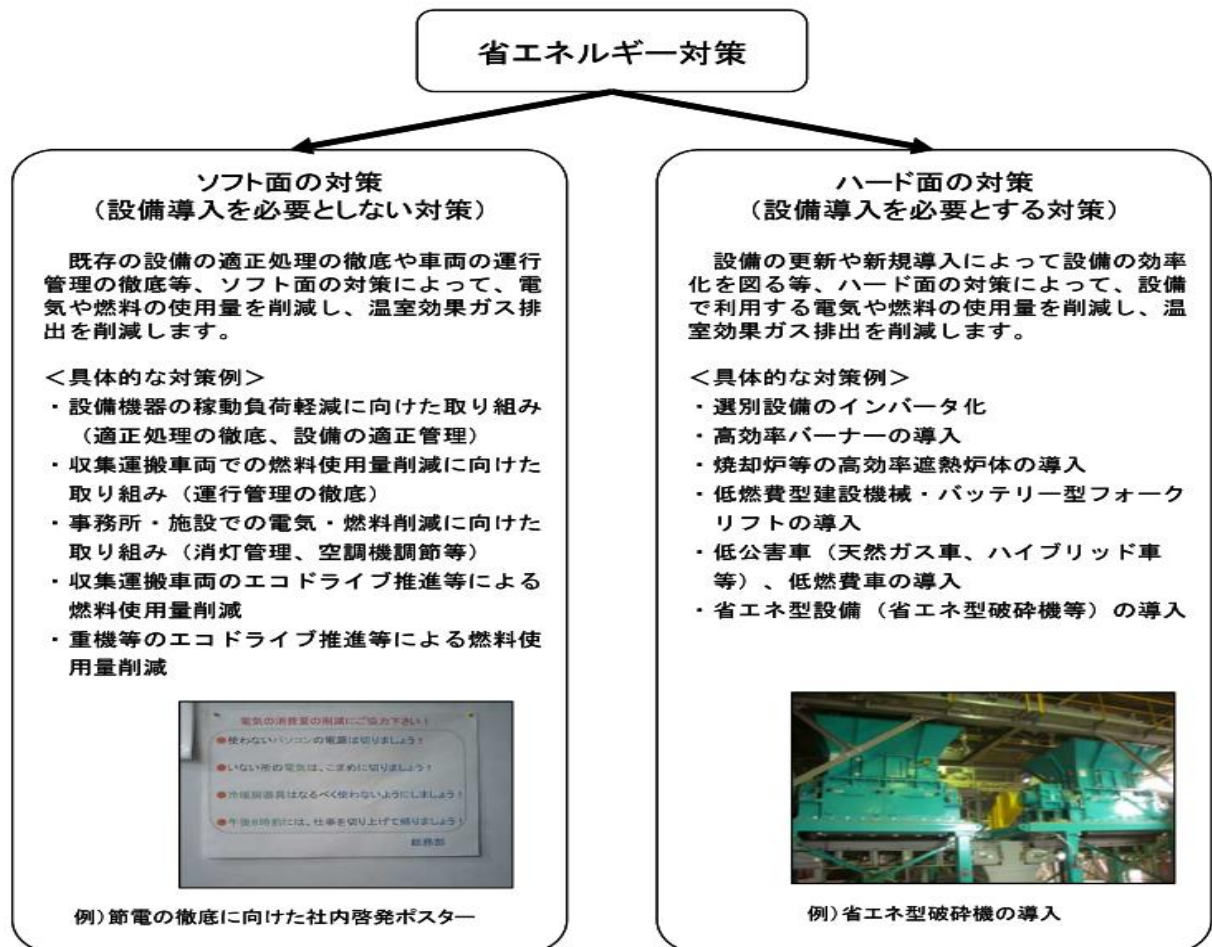 省エネルギー対策
ソフト面の対策
（設備導入を必要としない対策）
既存の設備の適正処理の徹底や車両の運行
管理の徹底等、ソフト面の対策によって、電
気や燃料の使用量を削減し、温室効果ガス排
出を削減します。
＜具体的な対策例＞
・設備機器の稼動負荷軽減に向けた取り組み
（適正処理の徹底、設備の適正管理）
・収集運搬車両での燃料使用量削減に向けた
取り組み（運行管理の徹底）
・事務所・施設での電気・燃料削減に向けた
取り組み（消灯管理、空調機調節等）
・収集運搬車両のエコドライブ推進等による
燃料使用量削減
・重機等のエコドライブ推進等による燃料使
用量削減
電気の消費量の削減にご協力下さい！
●使わないパソコンの電源は切りましょう！
●いない所の電気は、こまめに切りましょう！
●冷暖房器具はなるべく使わないようにしましょう！
●午後8時前には、仕事を切り上げて帰りましょう！
総務部
例）節電の徹底に向けた社内啓発ポスター
ハード面の対策
（設備導入を必要とする対策）
設備の更新や新規導入によって設備の効率
化を図る等、ハード面の対策によって、設備
で利用する電気や燃料の使用量を削減し、温
室効果ガス排出を削減します。
＜具体的な対策例＞
・選別設備のインバータ化
・高効率バーナーの導入
・焼却炉等の高効率遮熱炉体の導入
・低燃費型建設機械・バッテリー型フォーク
リフトの導入
・低公害車（天然ガス車、ハイブリッド車
等）、低燃費車の導入
・省エネ型設備（省エネ型破砕機等）の導入
例）省エネ型破砕機の導入